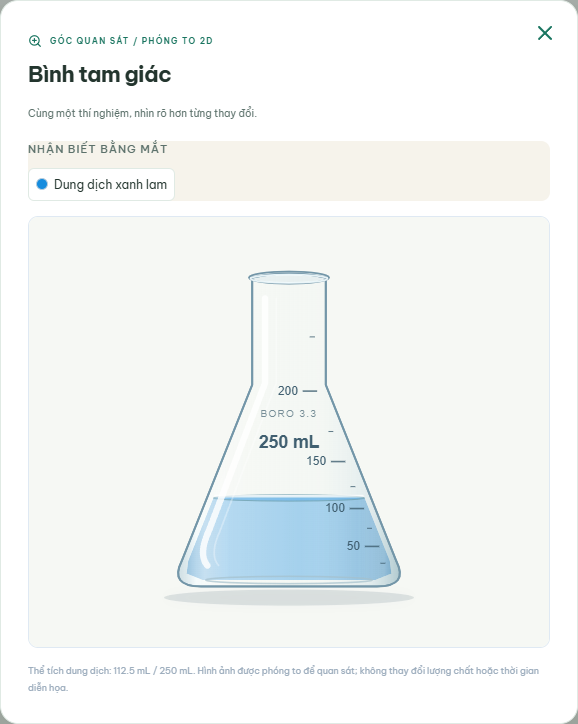 GÓC QUAN SÁT / PHÓNG TO 2D
Bình tam giác
Cùng một thí nghiệm, nhìn rõ hơn từng thay đổi.
NHẬN BIẾT BẰNG MẮT
Dung dịch xanh lam
200
BORO 3.3
250 mL
150
100
50
Thể tích dung dịch: 112.5 mL / 250 mL. Hình ảnh được phóng to để quan sát; không thay đổi lượng chất hoặc thời gian
diễn họa.